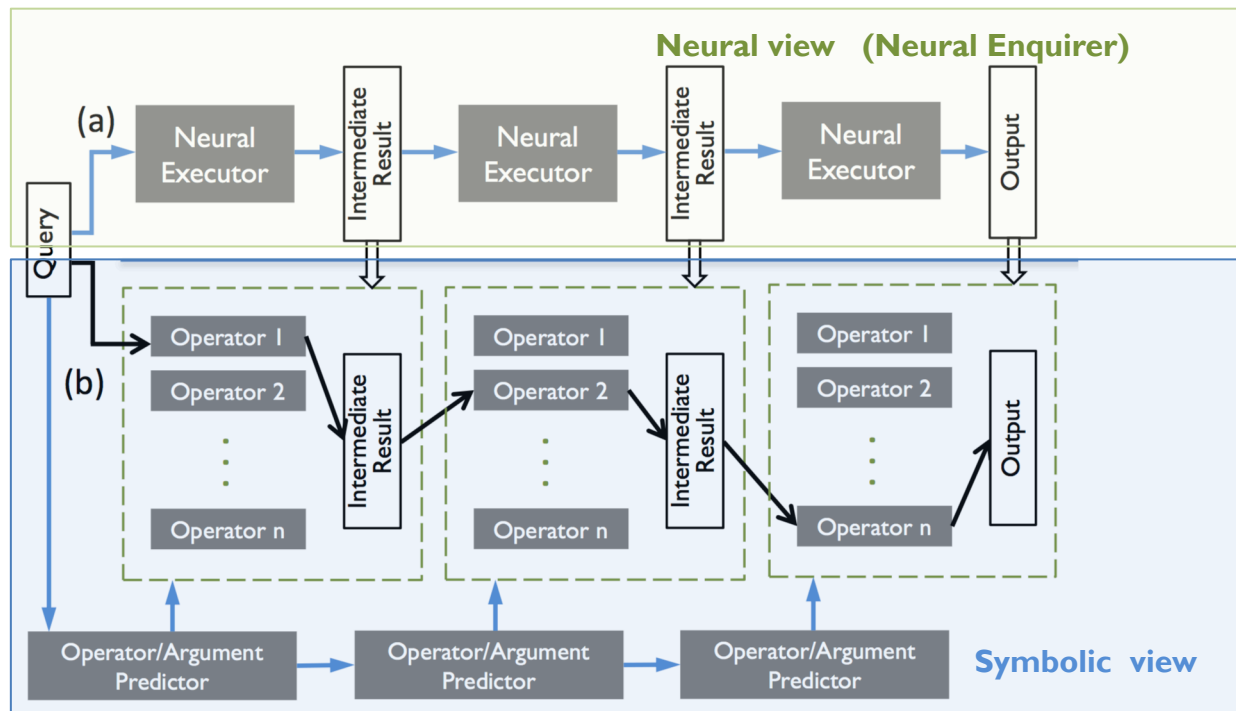 Neural view (Neural Enquirer)
(a)
Neural
Executor
Intermediate
Result
Neural
Executor
Intermediate
Result
Neural
Executor
Output
Query
(b)
Operator 1
Operator 2
Operator n
Intermediate
Result
Operator 1
Operator 2
Operator n
Intermediate
Result
Operator 1
Operator 2
Operator n
Output
Operator/Argument
Predictor
Operator/Argument
Predictor
Operator/Argument
Predictor
Symbolic view